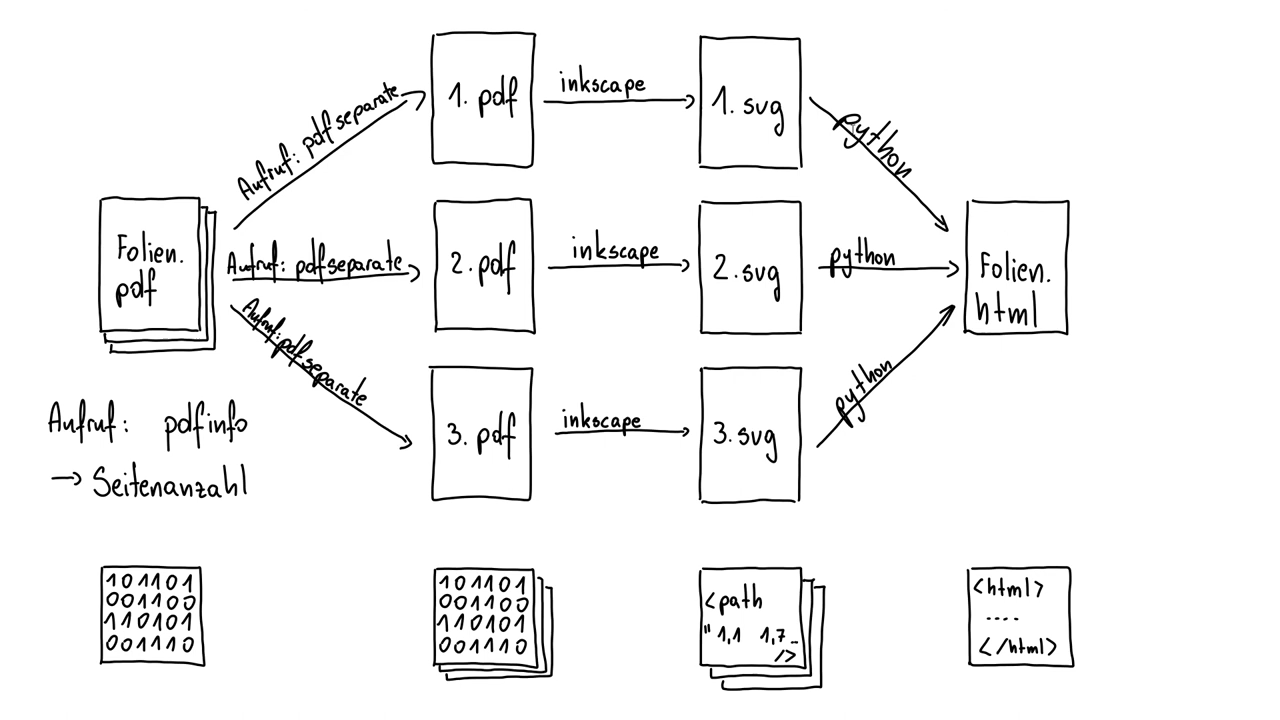 Folien.
pdf
Aufruf: pdfseparate
Aufruf: pdfseparate
Aufruf: pdfseparate
Aufruf: pdfinfo
→ Seitenanzahl
1. pdf
2. pdf
3. pdf
inkscape
inkscape
inkscape
1. svg
2. svg
3. svg
python
python
python
Folien.
html
101101
001100
110101
001110
101101
001100
110101
001110
<path
" 1,1 1,7...
/>
<html>
....
</html>